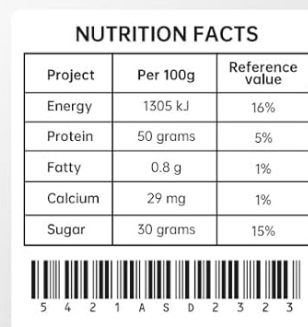 NUTRITION FACTS
Project Per 100g Reference value
Energy 1305 kJ 16%
Protein 50 grams 5%
Fatty 0.8 g 1%
Calcium 29 mg 1%
Sugar 30 grams 15%
5 4 2 1 A S D 2 3 2 3